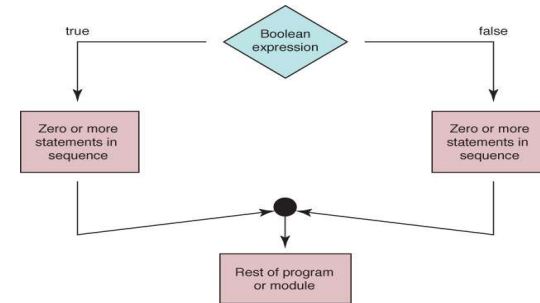 Boolean
expression
true
false
Zero or more
statements in
sequence
Zero or more
statements in
sequence
Rest of program
or module